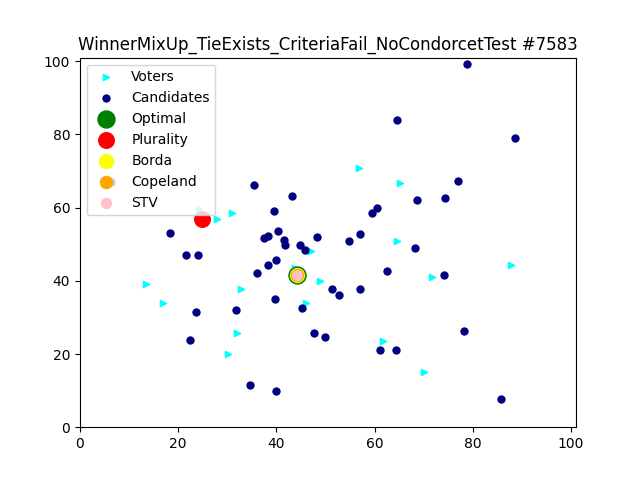 WinnerMixUp_TieExists_CriteriaFail_NoCondorcetTest #7583
100
80
60
40
20
0
Voters
Candidates
Optimal
Plurality
Borda
Copeland
STV
0 20 40 60 80 100